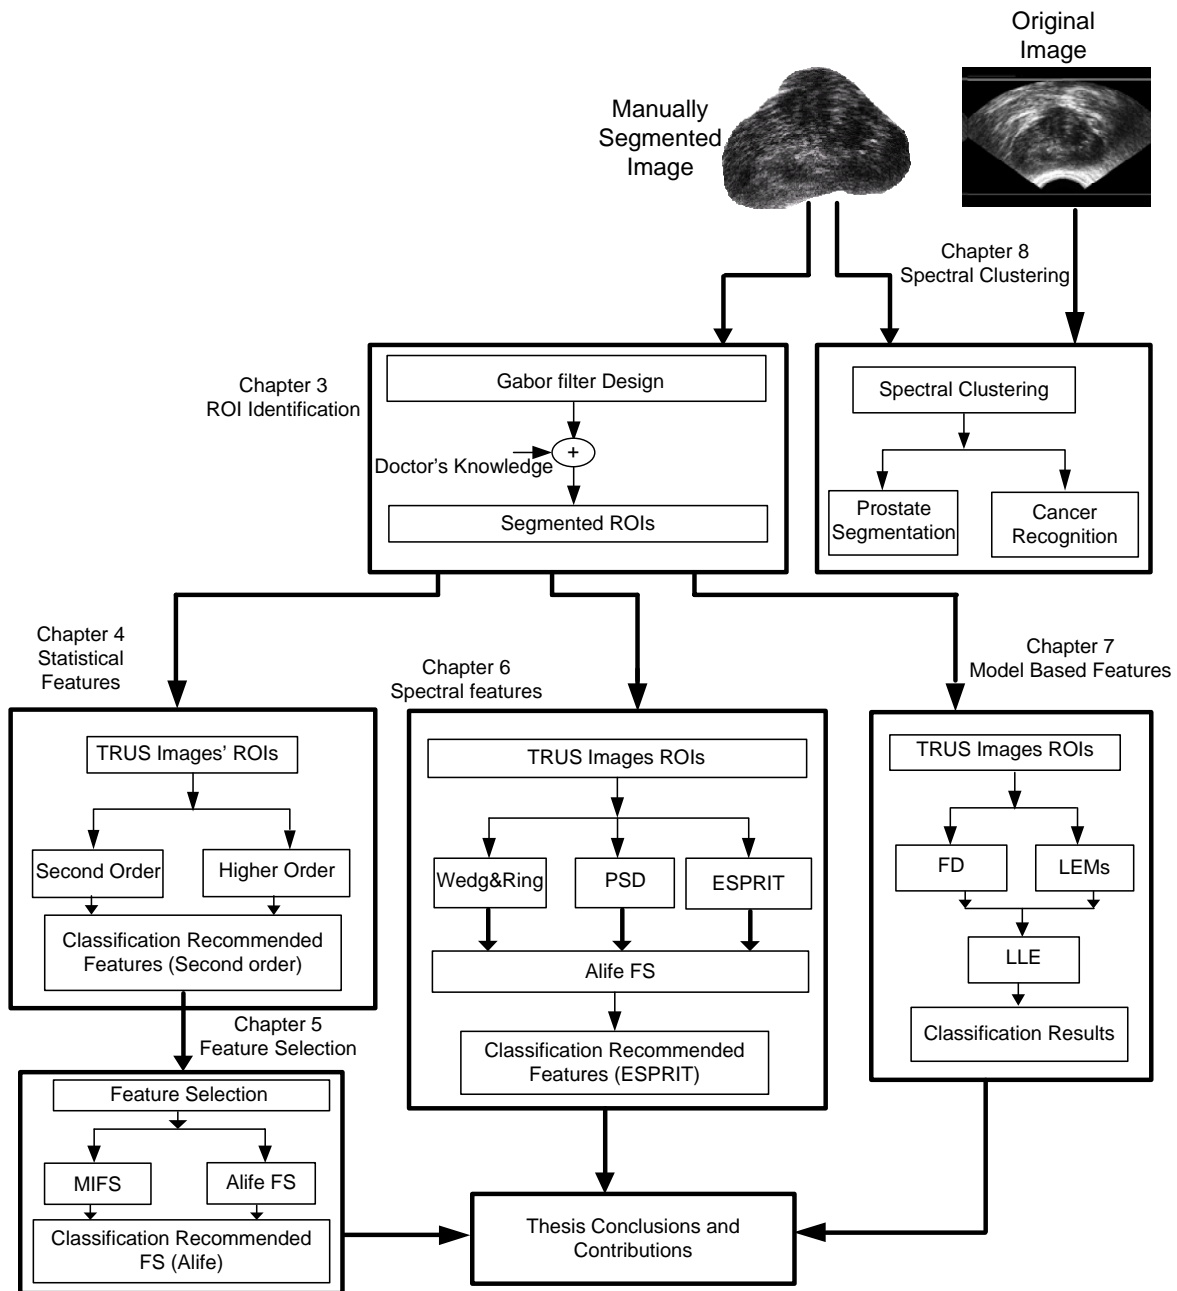 Original
Image
Manually
Segmented
Image
Chapter 8
Spectral Clustering
Chapter 3
ROI Identification
Gabor filter Design
Doctor's Knowledge
+
Segmented ROIs
Spectral Clustering
Prostate
Segmentation
Cancer
Recognition
Chapter 4
Statistical
Features
TRUS Images' ROIs
Second Order
Higher Order
Classification Recommended
Features (Second order)
Chapter 5
Feature Selection
Feature Selection
MIFS
Alife FS
Classification Recommended
FS (Alife)
Chapter 6
Spectral features
TRUS Images ROIs
Wedg&Ring
PSD
ESPRIT
Alife FS
Classification Recommended
Features (ESPRIT)
Chapter 7
Model Based Features
TRUS Images ROIs
FD
LEMs
LLE
Classification Results
Thesis Conclusions and
Contributions